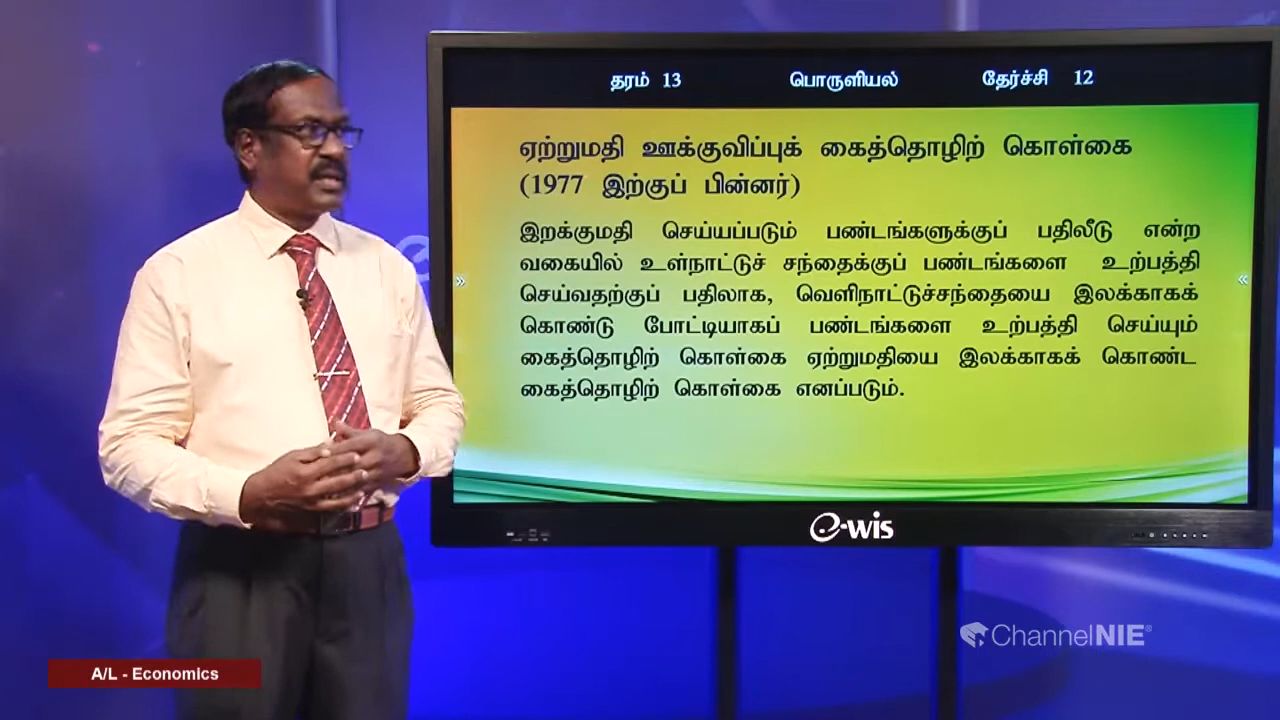 தரம் 13 பொருளியல் தேர்ச்சி 12
ஏற்றுமதி ஊக்குவிப்புக் கைத்தொழிற் கொள்கை
(1977 இற்குப் பின்னர்)
இறக்குமதி செய்யப்படும் பண்டங்களுக்குப் பதிலீடு என்ற
வகையில் உள்நாட்டுச் சந்தைக்குப் பண்டங்களை உற்பத்தி
செய்வதற்குப் பதிலாக, வெளிநாட்டுச்சந்தையை இலக்காகக்
கொண்டு போட்டியாகப் பண்டங்களை உற்பத்தி செய்யும்
கைத்தொழிற் கொள்கை ஏற்றுமதியை இலக்காகக் கொண்ட
கைத்தொழிற் கொள்கை எனப்படும்.
e-wis
ChannelNIE®
A/L - Economics